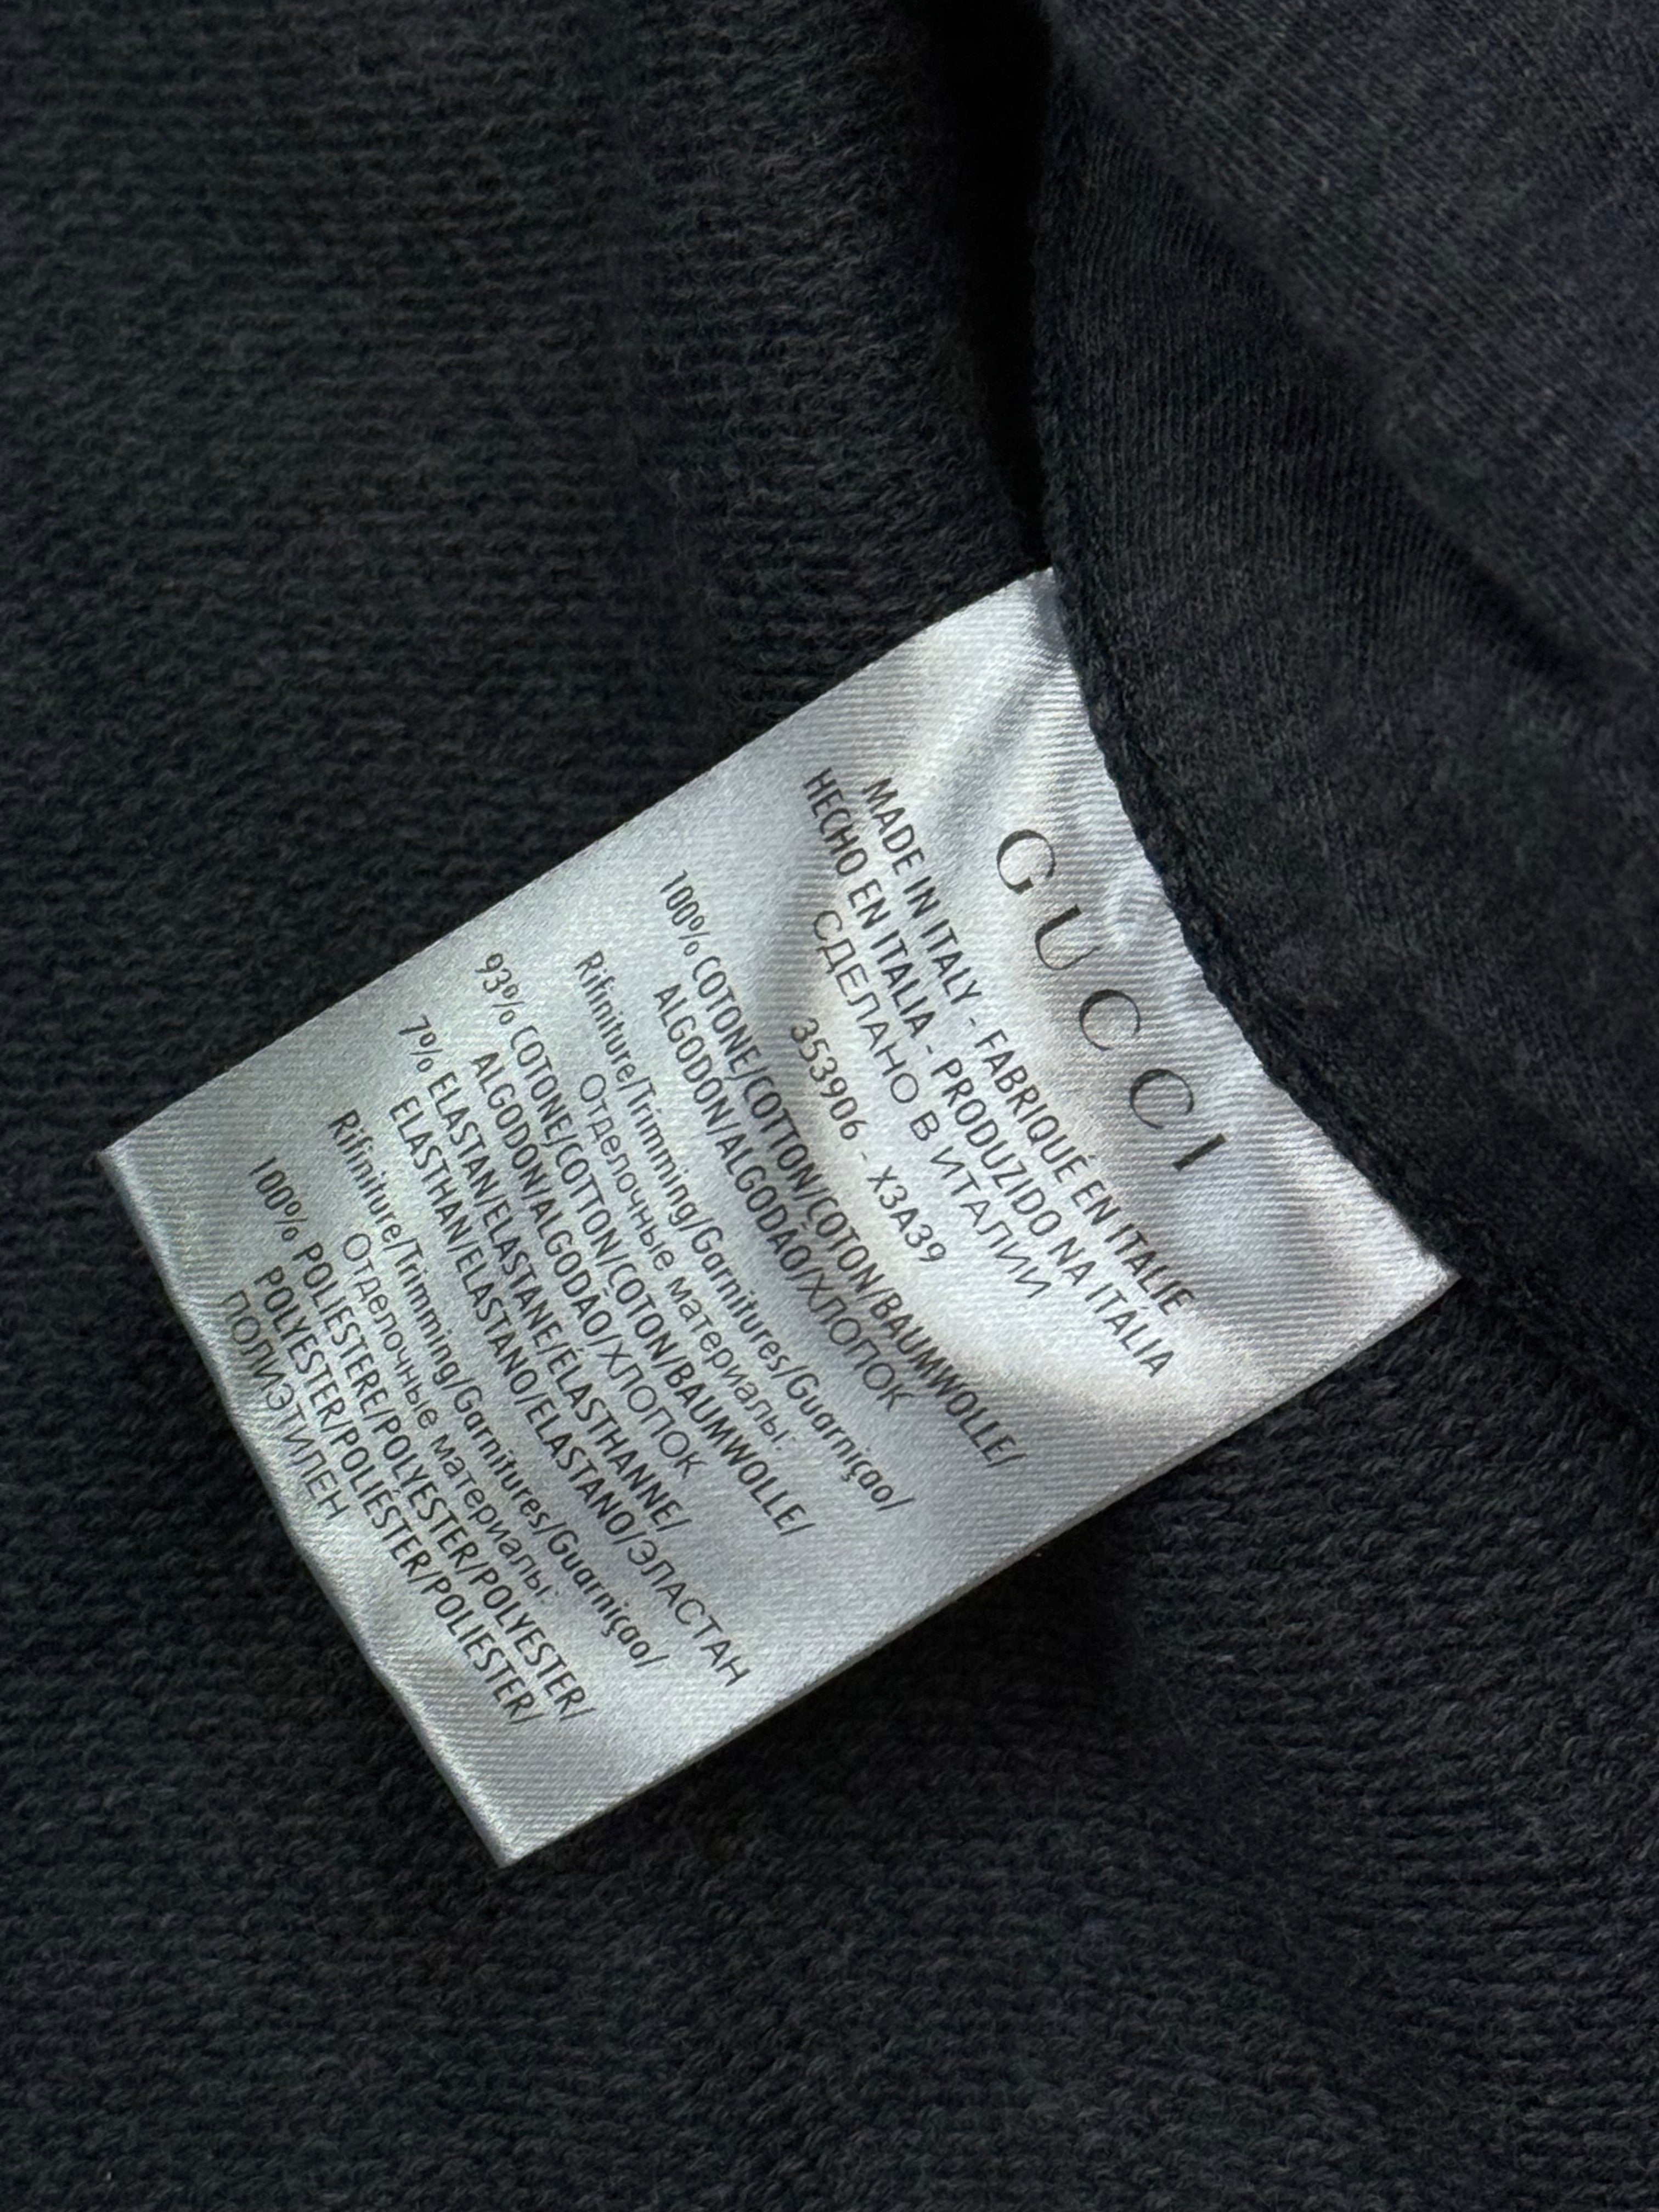 GUCCI
MADE IN ITALY - FABRIQUÉ EN ITALIE
HECHO EN ITALIA - PRODUZIDO NA ITÁLIA
СДЕЛАНО В ИТАЛИИ
353906 - X3A39
100% COTONE/COTTON/COTON/BAUMWOLLE/
ALGODON/ALGODÃO/ХЛОПОК
Rifiniture/Trimming/Garnitures/Guarniçao/
Отделочные материалы:
93% COTONE/COTTON/COTON/BAUMWOLLE/
ALGODON/ALGODÃO/ХЛОПОК
7% ELASTAN/ELASTANE/ÉLASTHANNE/
ELASTHAN/ELASTANO/ELASTANO/ЭЛАСТАН
Rifiniture/Trimming/Garnitures/Guarniçao/
Отделочные материалы:
100% POLIESTERE/POLYESTER/POLYESTER/
POLYESTER/POLIÉSTER/POLIESTER/
ПОЛИЭТИЛЕН